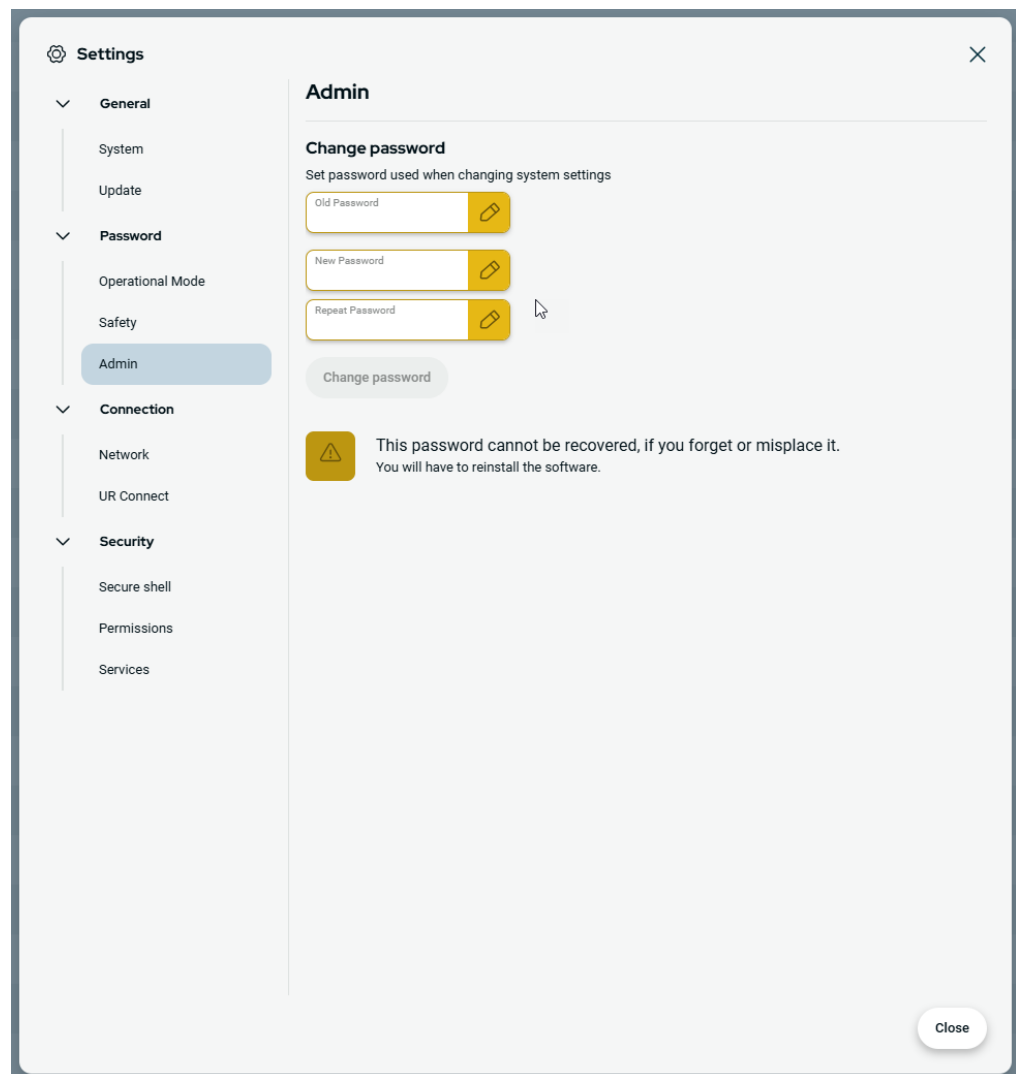 Settings
General
System
Update
Password
Operational Mode
Safety
Admin
Connection
Network
UR Connect
Security
Secure shell
Permissions
Services
Admin
Change password
Set password used when changing system settings
Old Password
New Password
Repeat Password
Change password
This password cannot be recovered, if you forget or misplace it.
You will have to reinstall the software.
Close